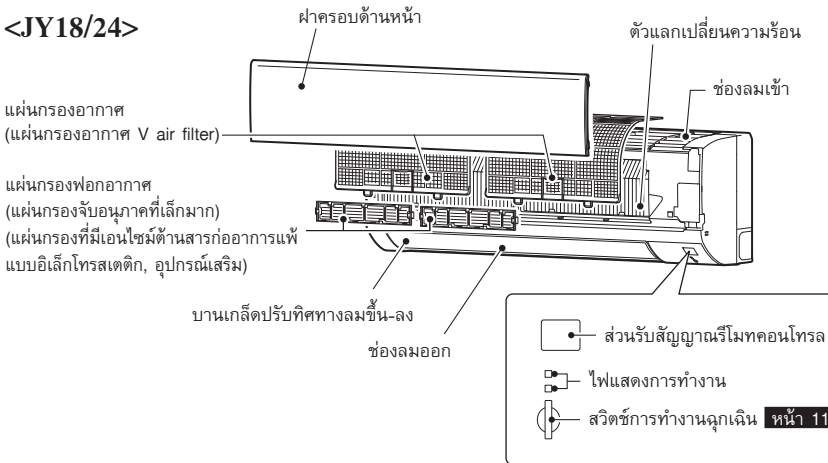 <JY18/24>
ฝาครอบด้านหน้า
ตัวแลกเปลี่ยนความร้อน
ช่องลมเข้า
แผ่นกรองอากาศ
(แผ่นกรองอากาศ V air filter)
แผ่นกรองฟอกอากาศ
(แผ่นกรองจับอนุภาคที่เล็กมาก)
(แผ่นกรองที่มีเอนไซม์ต้านสารก่ออาการแพ้
แบบอิเล็กโทรสเตติก, อุปกรณ์เสริม)
บานเกล็ดปรับทิศทางลมขึ้น-ลง
ช่องลมออก
ส่วนรับสัญญาณรีโมทคอนโทรล
ไฟแสดงการทำงาน
สวิตช์การทำงานฉุกเฉิน หน้า 11